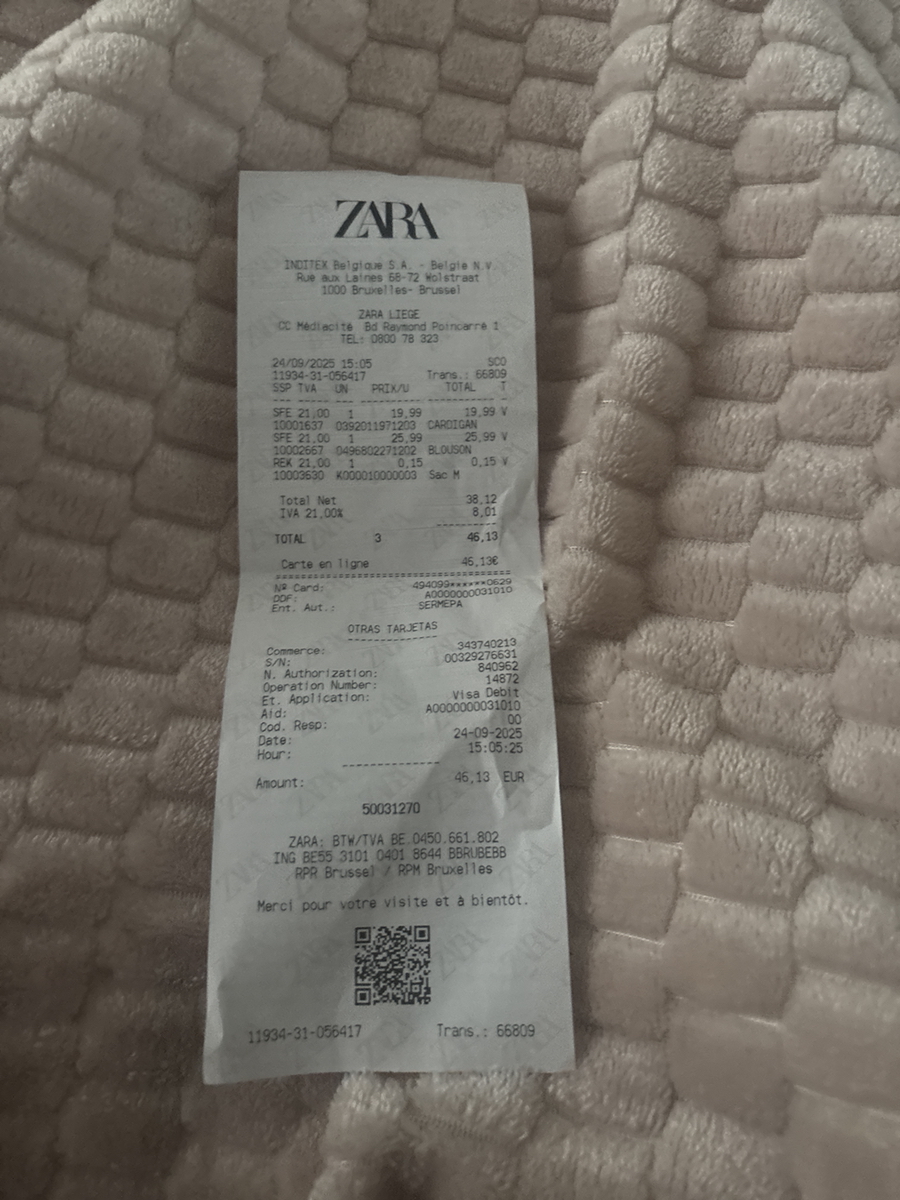 ZARA
INDITEX Belgique S.A. - Belgie N.V.
Rue aux Laines 68-72 Wolstraat
1000 Bruxelles- Brussel
ZARA LIEGE
CC Médiacité Bd Raymond Poincarré 1
TEL: 0800 78 323
24/09/2025 15:05 SCO
11934-31-056417 Trans.: 66809
SSP TVA UN PRIX/U TOTAL T
SFE 21,00 1 19,99 19,99 V
10001637 0392011971203 CARDIGAN
SFE 21,00 1 25,99 25,99 V
10002667 0496802271202 BLOUSON
REK 21,00 1 0,15 0,15 V
10003630 K000010000003 Sac M
Total Net 38,12
IVA 21,00% 8,01
TOTAL 3 46,13
Carte en ligne 46,13€
Nº Card: 494099******0629
DDF: A0000000031010
Ent. Aut.: SERMEPA
OTRAS TARJETAS
Commerce: 343740213
S/N: 00329276631
N. Authorization: 840962
Operation Number: 14872
Et. Application: Visa Debit
Aid: A0000000031010
Cod. Resp: 00
Date: 24-09-2025
Hour: 15:05:25
Amount: 46,13 EUR
50031270
ZARA: BTW/TVA BE.0450.661.802
ING BE55 3101 0401 8644 BBRUBEBB
RPR Brussel / RPM Bruxelles
Merci pour votre visite et à bientôt.
11934-31-056417 Trans.: 66809